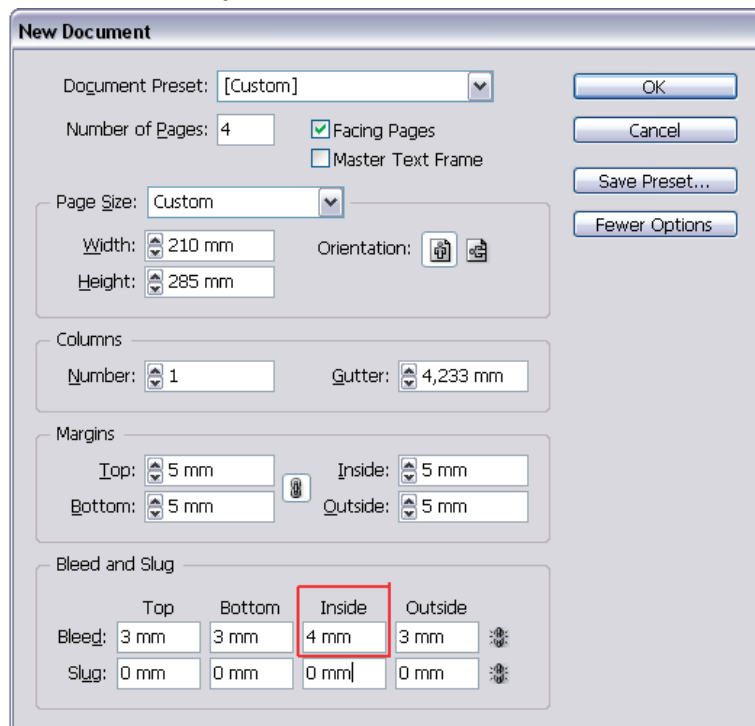 New Document
Document Preset: [Custom]
OK
Number of Pages: 4
Facing Pages
Cancel
Master Text Frame
Save Preset...
Page Size: Custom
Fewer Options
Width: 210 mm
Orientation:
Height: 285 mm
Columns
Number: 1
Gutter: 4,233 mm
Margins
Top: 5 mm
Inside: 5 mm
Bottom: 5 mm
Outside: 5 mm
Bleed and Slug
Top Bottom Inside Outside
Bleed: 3 mm 3 mm 4 mm 3 mm
Slug: 0 mm 0 mm 0 mm 0 mm